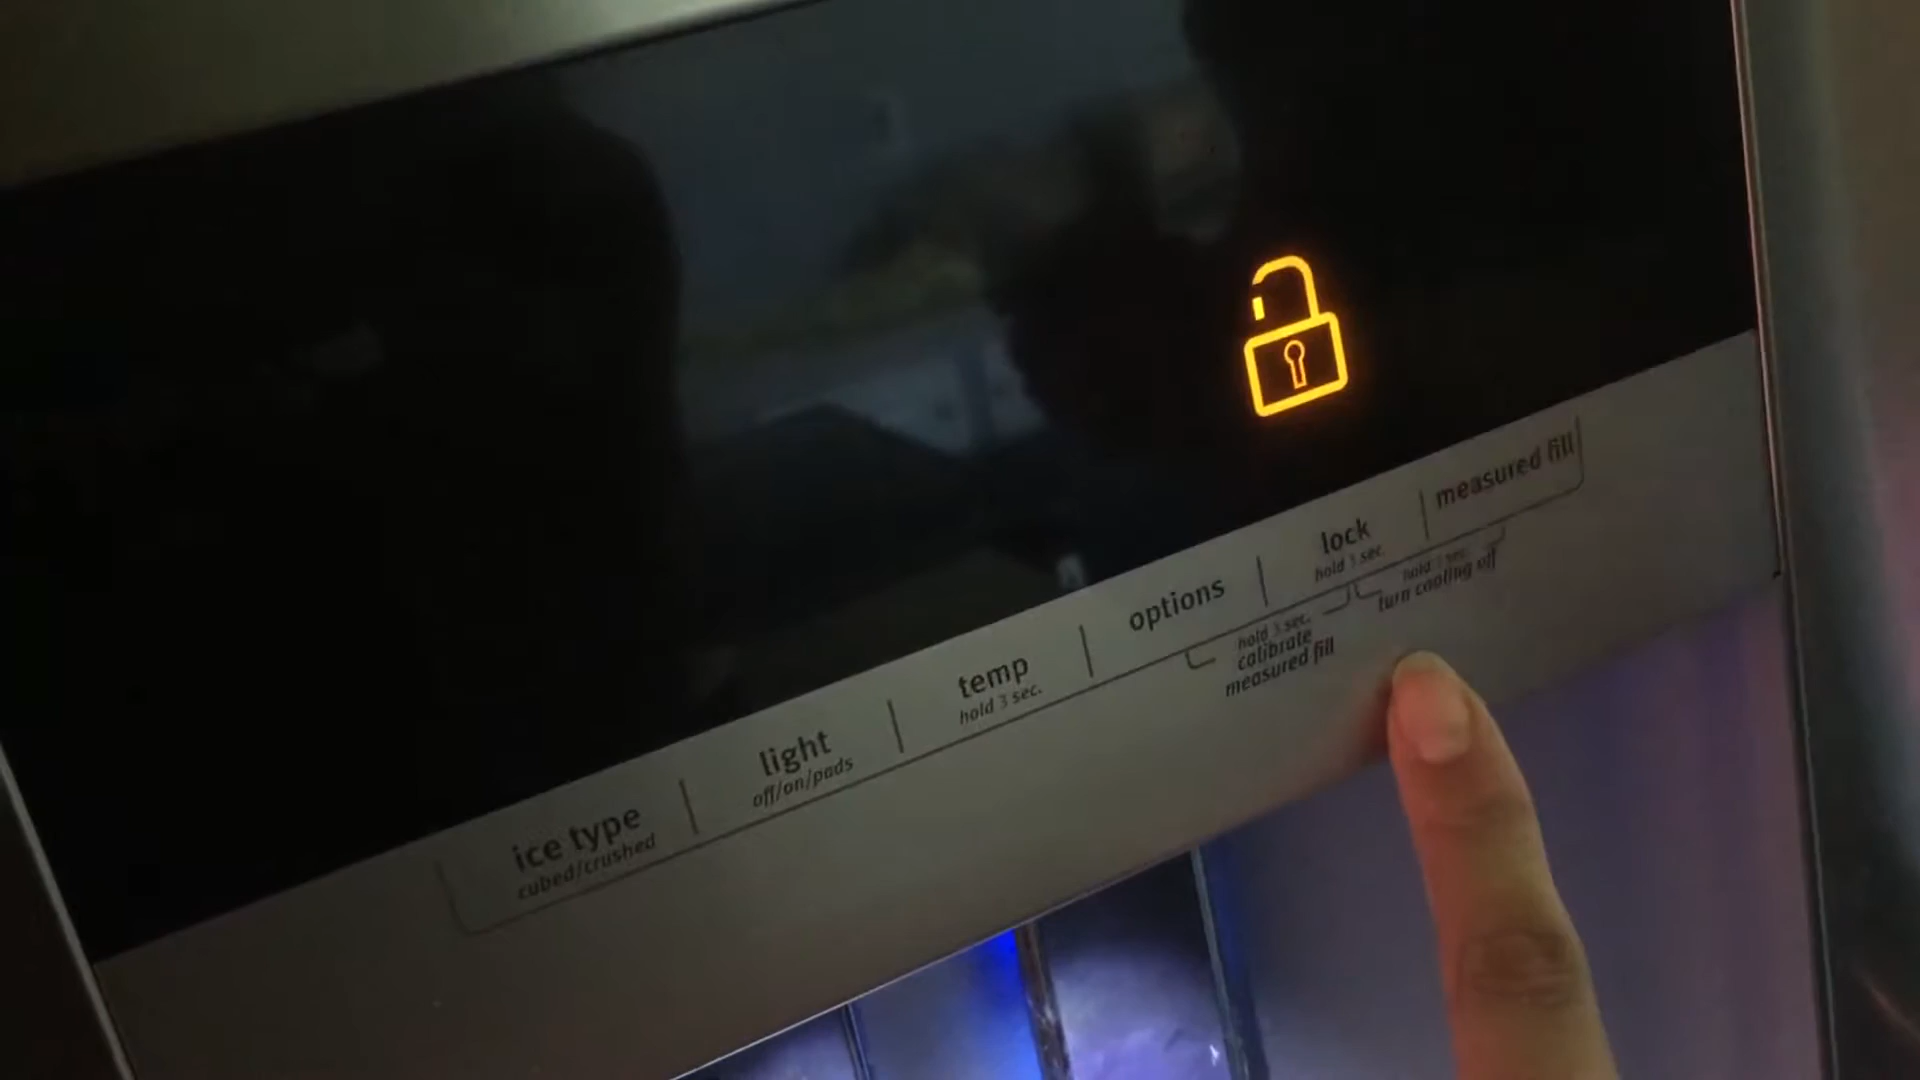 ice type
cubed/crushed
light
off/on/pads
temp
hold 3 sec.
options
lock
hold 3 sec.
measured fill
hold 3 sec.
calibrate
measured fill
hold 3 sec.
turn cooling off